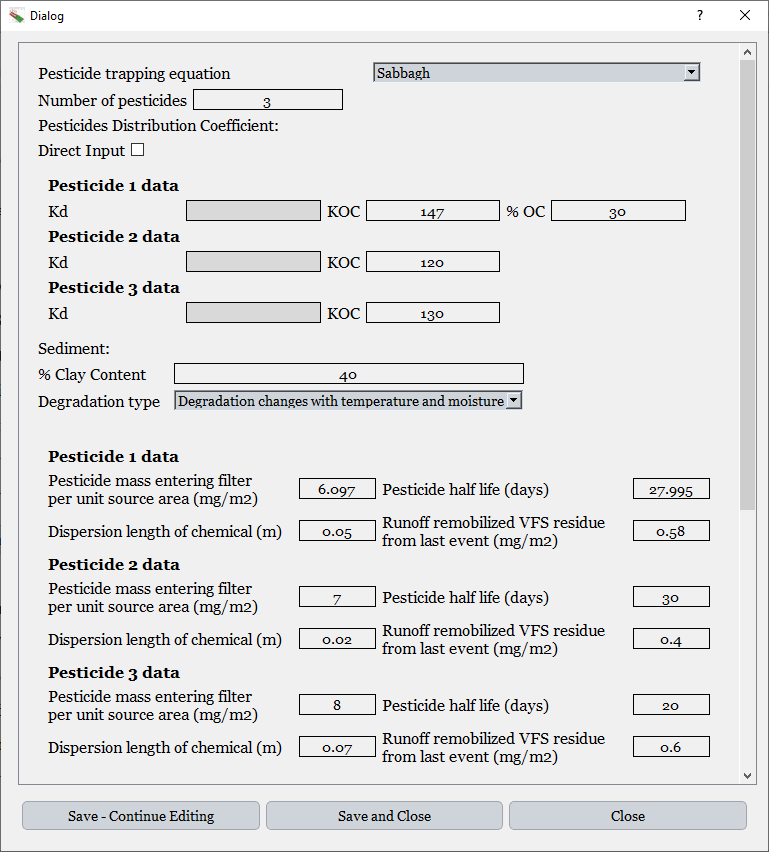 Dialog ?
Pesticide trapping equation Sabbagh
Number of pesticides 3
Pesticides Distribution Coefficient:
Direct Input
Pesticide 1 data
Kd KOC 147 % OC 30
Pesticide 2 data
Kd KOC 120
Pesticide 3 data
Kd KOC 130
Sediment:
% Clay Content 40
Degradation type Degradation changes with temperature and moisture
Pesticide 1 data
Pesticide mass entering filter
per unit source area (mg/m2) 6.097 Pesticide half life (days) 27.995
Dispersion length of chemical (m) 0.05 Runoff remobilized VFS residue
from last event (mg/m2) 0.58
Pesticide 2 data
Pesticide mass entering filter
per unit source area (mg/m2) 7 Pesticide half life (days) 30
Dispersion length of chemical (m) 0.02 Runoff remobilized VFS residue
from last event (mg/m2) 0.4
Pesticide 3 data
Pesticide mass entering filter
per unit source area (mg/m2) 8 Pesticide half life (days) 20
Dispersion length of chemical (m) 0.07 Runoff remobilized VFS residue
from last event (mg/m2) 0.6
Save - Continue Editing Save and Close Close